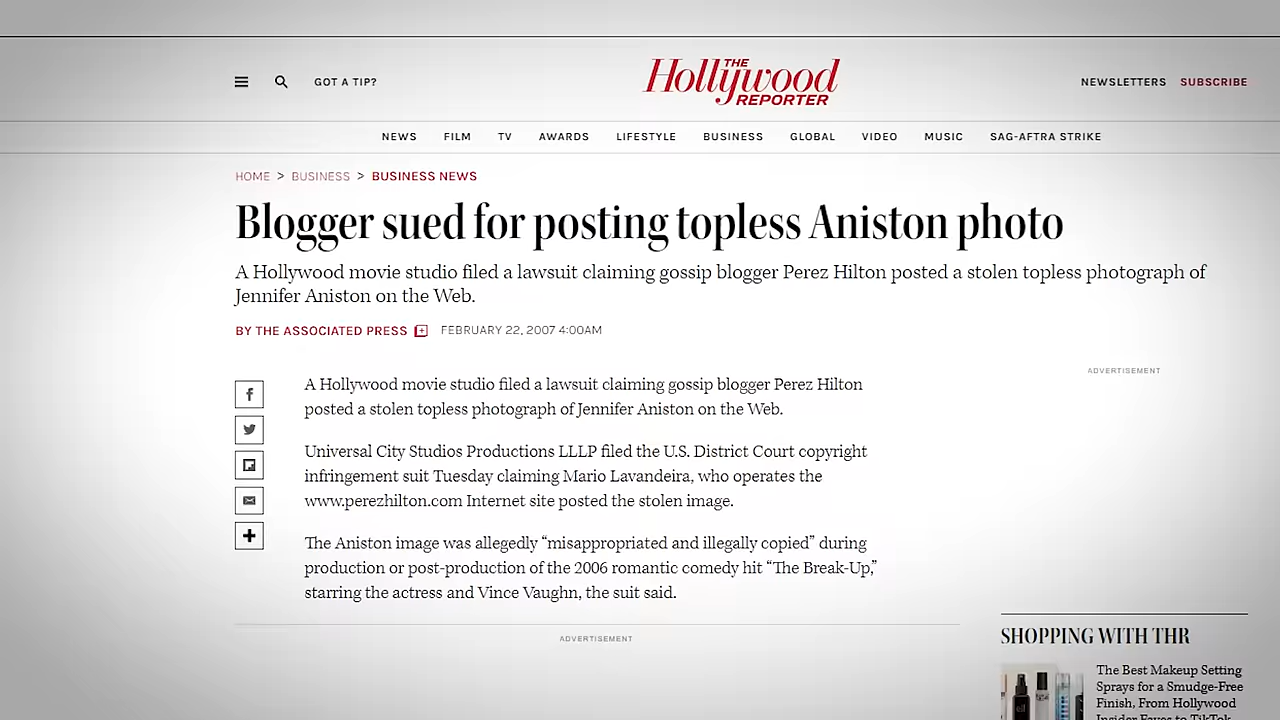 GOT A TIP?
THE
Hollywood
REPORTER
NEWSLETTERS SUBSCRIBE
NEWS FILM TV AWARDS LIFESTYLE BUSINESS GLOBAL VIDEO MUSIC SAG-AFTRA STRIKE
HOME > BUSINESS > BUSINESS NEWS
Blogger sued for posting topless Aniston photo
A Hollywood movie studio filed a lawsuit claiming gossip blogger Perez Hilton posted a stolen topless photograph of
Jennifer Aniston on the Web.
BY THE ASSOCIATED PRESS FEBRUARY 22, 2007 4:00AM
A Hollywood movie studio filed a lawsuit claiming gossip blogger Perez Hilton
posted a stolen topless photograph of Jennifer Aniston on the Web.
Universal City Studios Productions LLLP filed the U.S. District Court copyright
infringement suit Tuesday claiming Mario Lavandeira, who operates the
www.perezhilton.com Internet site posted the stolen image.
The Aniston image was allegedly “misappropriated and illegally copied” during
production or post-production of the 2006 romantic comedy hit “The Break-Up,”
starring the actress and Vince Vaughn, the suit said.
ADVERTISEMENT
ADVERTISEMENT
SHOPPING WITH THR
The Best Makeup Setting
Sprays for a Smudge-Free
Finish, From Hollywood
Insider Faves to TikTok